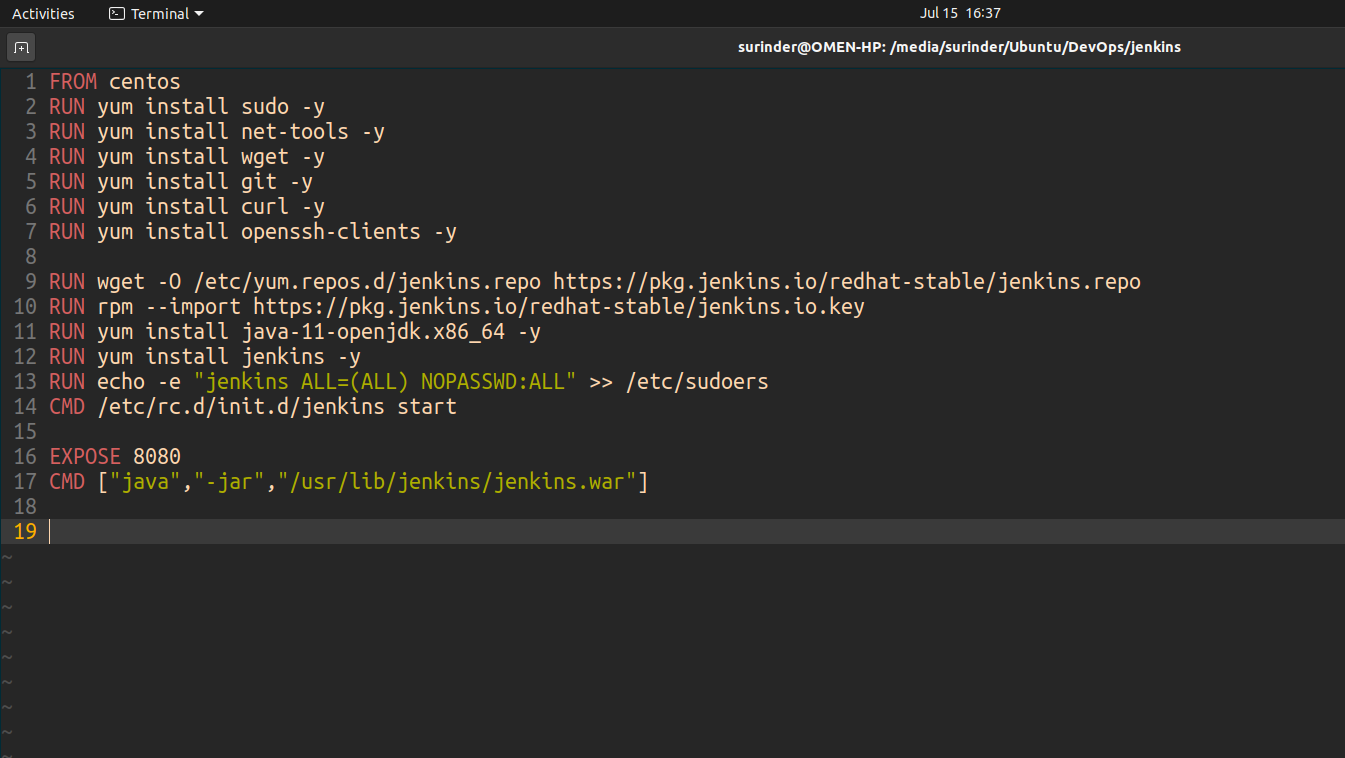 Activities Terminal Jul 15 16:37
surinder@OMEN-HP: /media/surinder/Ubuntu/DevOps/jenkins
1 FROM centos
2 RUN yum install sudo -y
3 RUN yum install net-tools -y
4 RUN yum install wget -y
5 RUN yum install git -y
6 RUN yum install curl -y
7 RUN yum install openssh-clients -y
8
9 RUN wget -O /etc/yum.repos.d/jenkins.repo https://pkg.jenkins.io/redhat-stable/jenkins.repo
10 RUN rpm --import https://pkg.jenkins.io/redhat-stable/jenkins.io.key
11 RUN yum install java-11-openjdk.x86_64 -y
12 RUN yum install jenkins -y
13 RUN echo -e "jenkins ALL=(ALL) NOPASSWD:ALL" >> /etc/sudoers
14 CMD /etc/rc.d/init.d/jenkins start
15
16 EXPOSE 8080
17 CMD ["java","-jar","/usr/lib/jenkins/jenkins.war"]
18
19
~
~
~
~
~
~
~
~
~